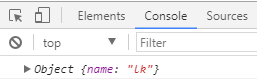 Elements Console Sources
top Filter
Object {name: "lk"}